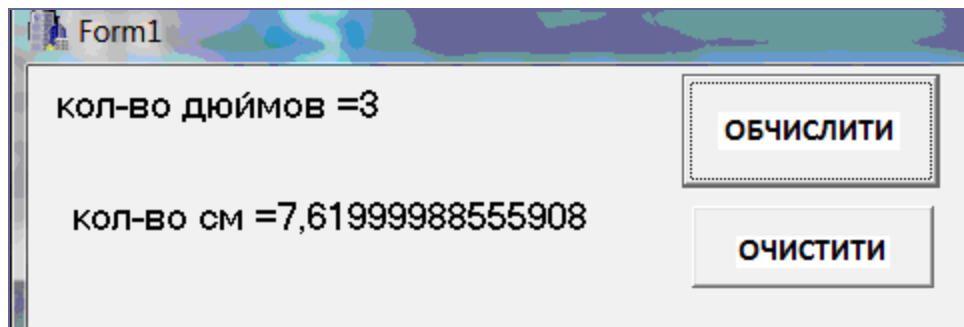 Form1
кол-во дюймов =3
ОБЧИСЛИТИ
кол-во см =7,61999988555908
ОЧИСТИТИ